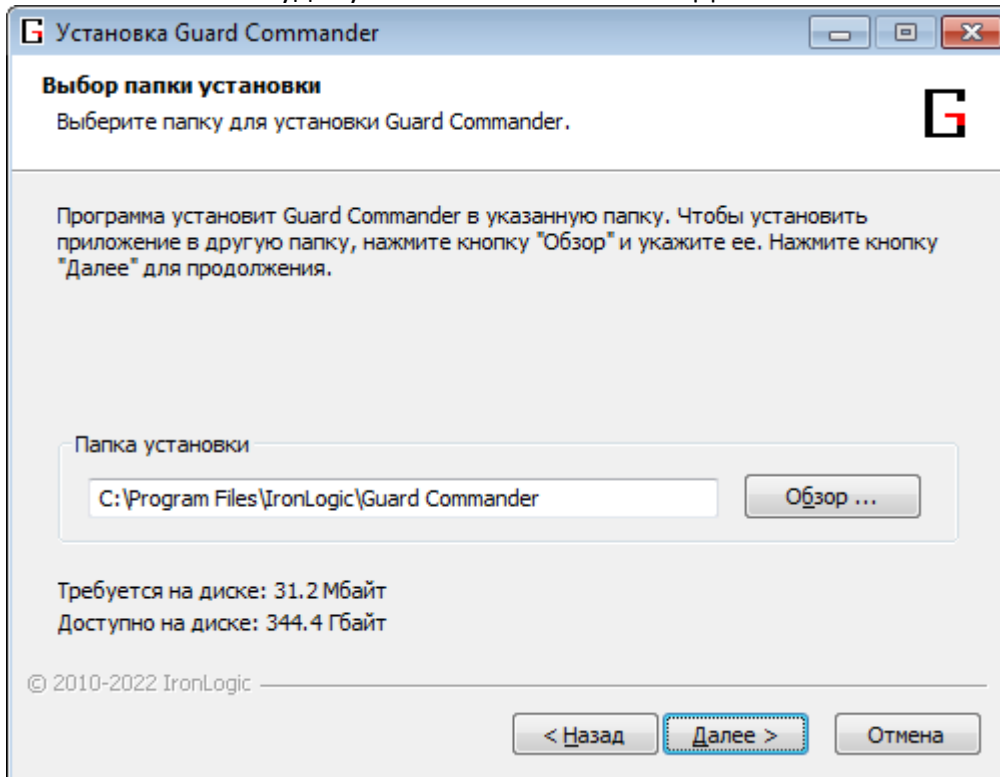 Установка Guard Commander
Выбор папки установки
Выберите папку для установки Guard Commander.
Программа установит Guard Commander в указанную папку. Чтобы установить
приложение в другую папку, нажмите кнопку "Обзор" и укажите ее. Нажмите кнопку
"Далее" для продолжения.
Папка установки
C:\Program Files\IronLogic\Guard Commander
Обзор ...
Требуется на диске: 31.2 Мбайт
Доступно на диске: 344.4 Гбайт
© 2010-2022 IronLogic
< Назад Далее > Отмена